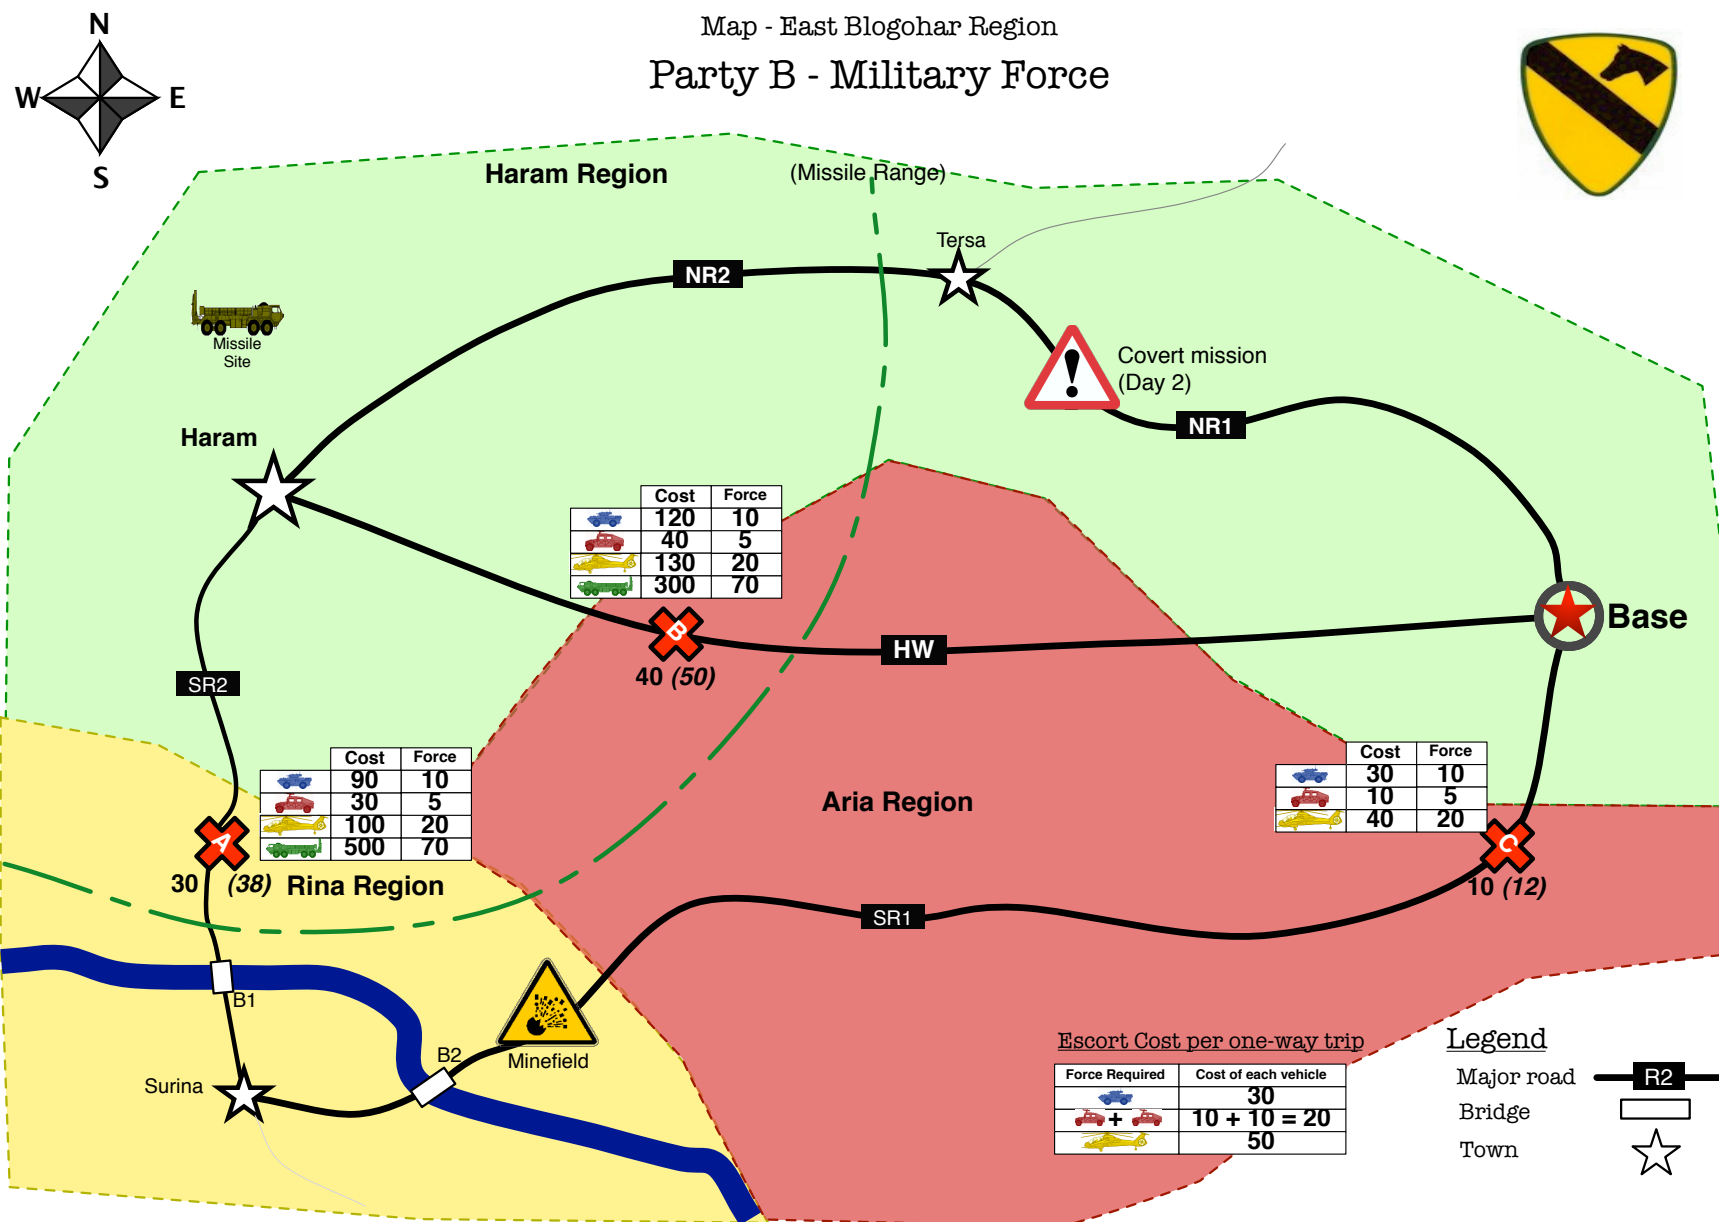 Map - East Blogohar Region
Party B - Military Force
N
W
E
S
Haram Region
(Missile Range)
Tersa
NR2
Missile
Site
Covert mission
(Day 2)
NR1
Haram
Cost Force
120 10
40 5
130 20
300 70
B
40 (50)
HW
Base
SR2
Cost Force
90 10
30 5
100 20
500 70
A
30 (38)
Rina Region
Aria Region
Cost Force
30 10
10 5
40 20
C
10 (12)
SR1
B1
B2
Minefield
Surina
Escort Cost per one-way trip
Force Required Cost of each vehicle
30
+ 10 + 10 = 20
50
Legend
Major road R2
Bridge
Town